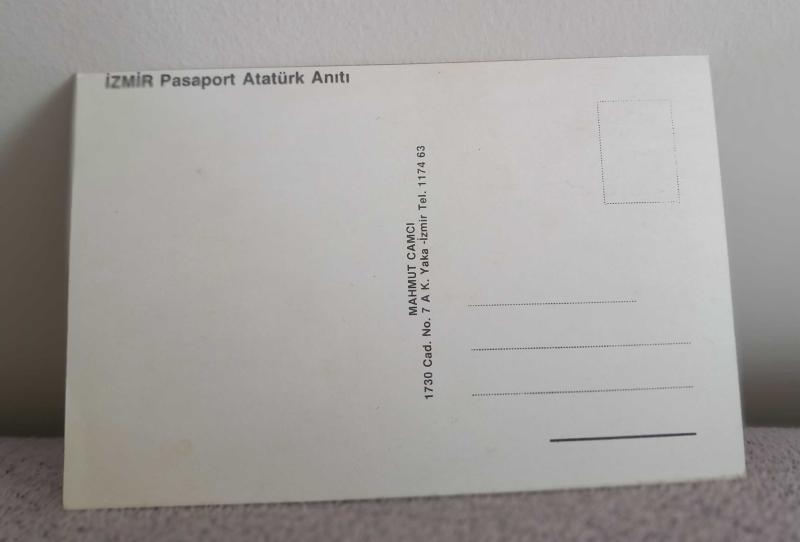 İZMİR Pasaport Atatürk Anıtı
MAHMUT CAMCI
1730 Cad. No. 7 A K. Yaka -İzmir Tel. 1174 63